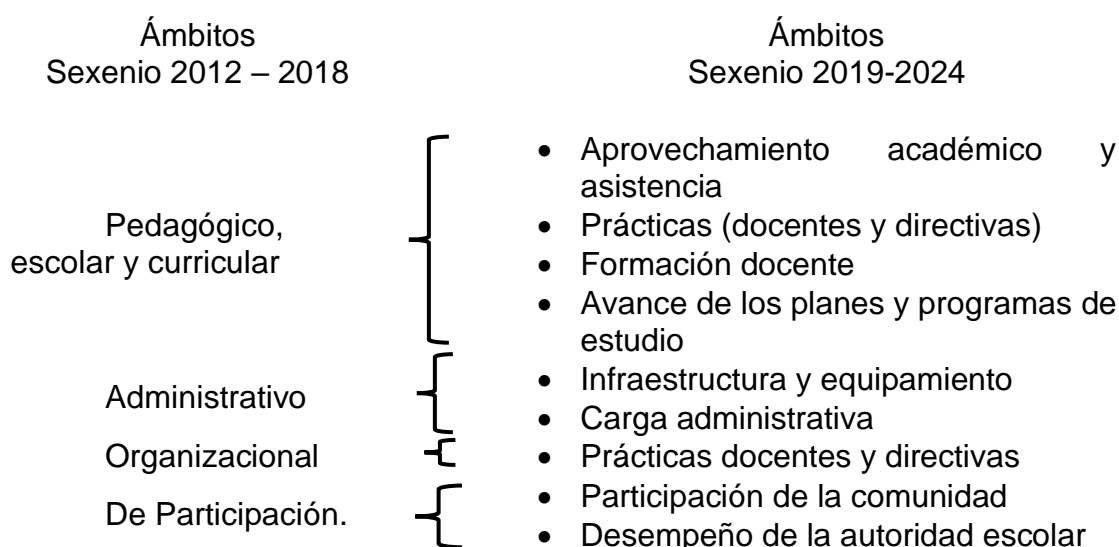 Ámbitos
Sexenio 2012 – 2018
Ámbitos
Sexenio 2019-2024
Pedagógico,
escolar y curricular
• Aprovechamiento académico y
asistencia
• Prácticas (docentes y directivas)
• Formación docente
• Avance de los planes y programas de
estudio
Administrativo
• Infraestructura y equipamiento
• Carga administrativa
Organizacional
• Prácticas docentes y directivas
De Participación.
• Participación de la comunidad
• Desempeño de la autoridad escolar